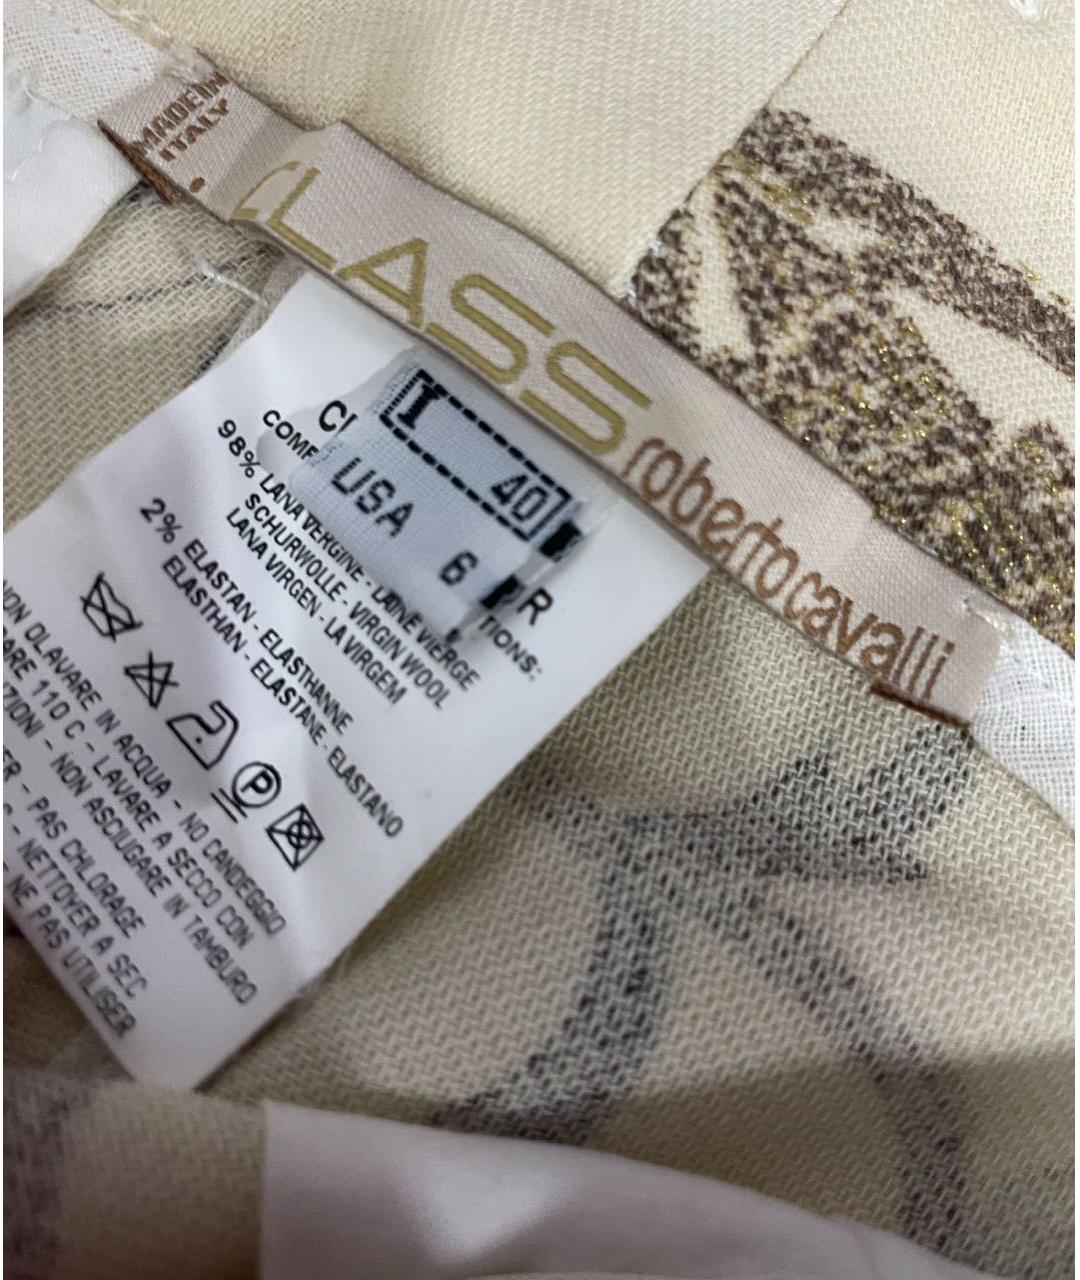 MADE IN
ITALY
CLASS roberto cavalli
I 40
USA 6
98% LANA VERGINE - LAINE VIERGE
SCHURWOLLE - VIRGIN WOOL
LANA VIRGEN - LA VIRGEM
2% ELASTAN - ELASTHANNE
ELASTHAN - ELASTANE - ELASTANO
P
NON DLAVARE IN ACQUA - NO CANDEGGIO
110 C - LAVARE A SECCO CON
- NON ASCIUGARE IN TAMBURO
- PAS CHLORAGE
- NETTOYER A SEC
NE PAS UTILISER